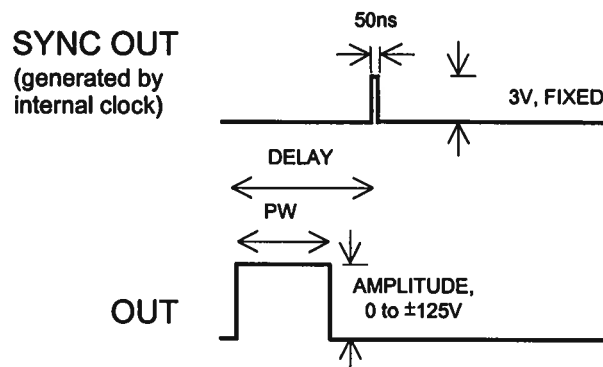 50ns
SYNC OUT
(generated by
internal clock)
3V, FIXED
DELAY
PW
AMPLITUDE,
0 to ±125V
OUT